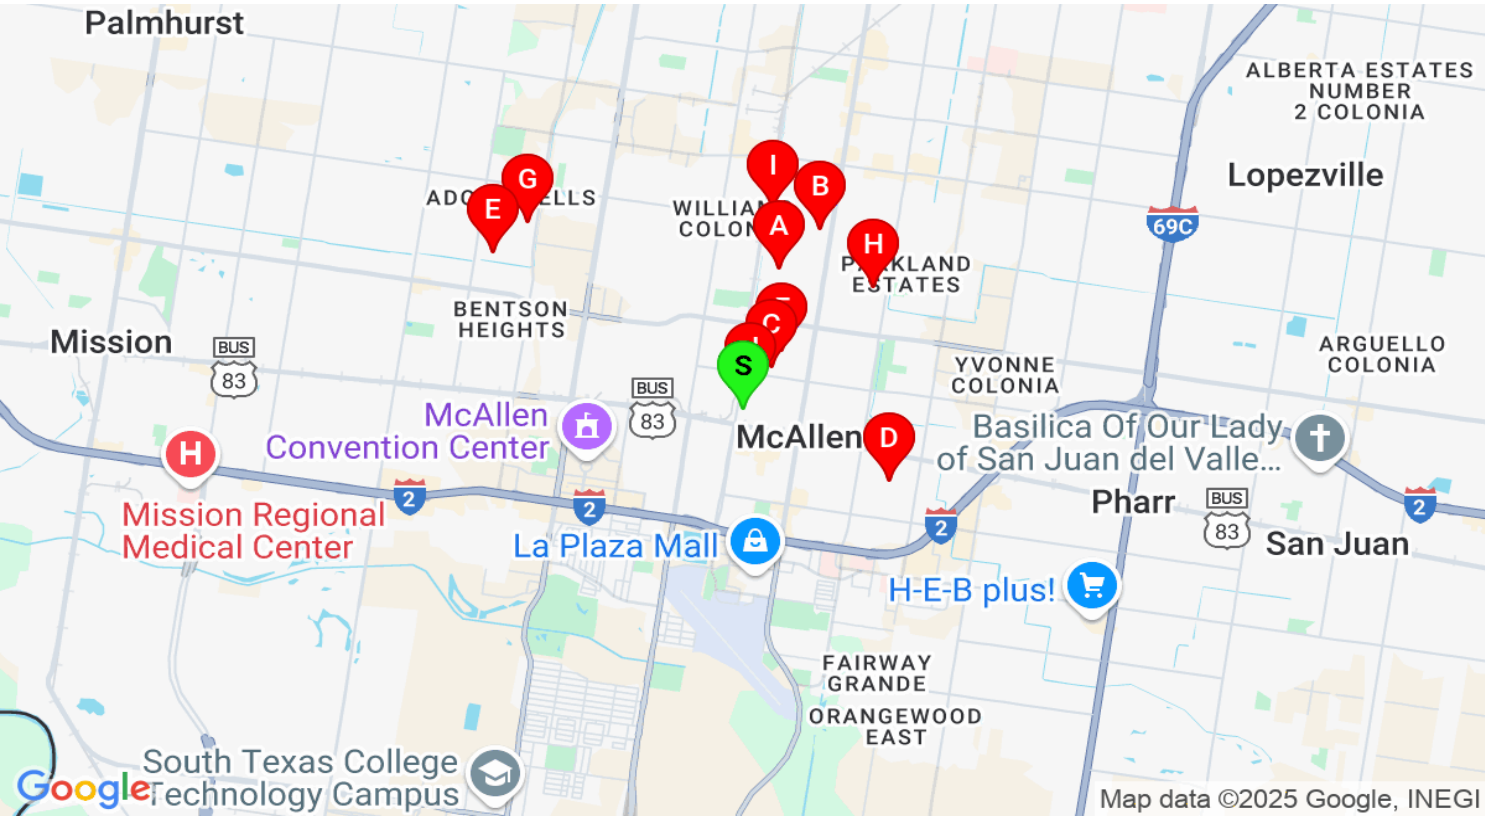 Palmhurst
ALBERTA ESTATES
NUMBER
2 COLONIA
I
G
B
Lopezville
E
A
69C
H
ESTATES
BENTSON
HEIGHTS
C
Mission
BUS
83
S
YVONNE
COLONIA
ARGUELLO
COLONIA
McAllen
Convention Center
BUS
83
McAllen
D
Basilica Of Our Lady
of San Juan del Valle...
H
2
2
2
2
Mission Regional
Medical Center
La Plaza Mall
Pharr
BUS
83
San Juan
H-E-B plus!
FAIRWAY
GRANDE
ORANGEWOOD
EAST
South Texas College
Technology Campus
Google
Map data ©2025 Google, INEGI